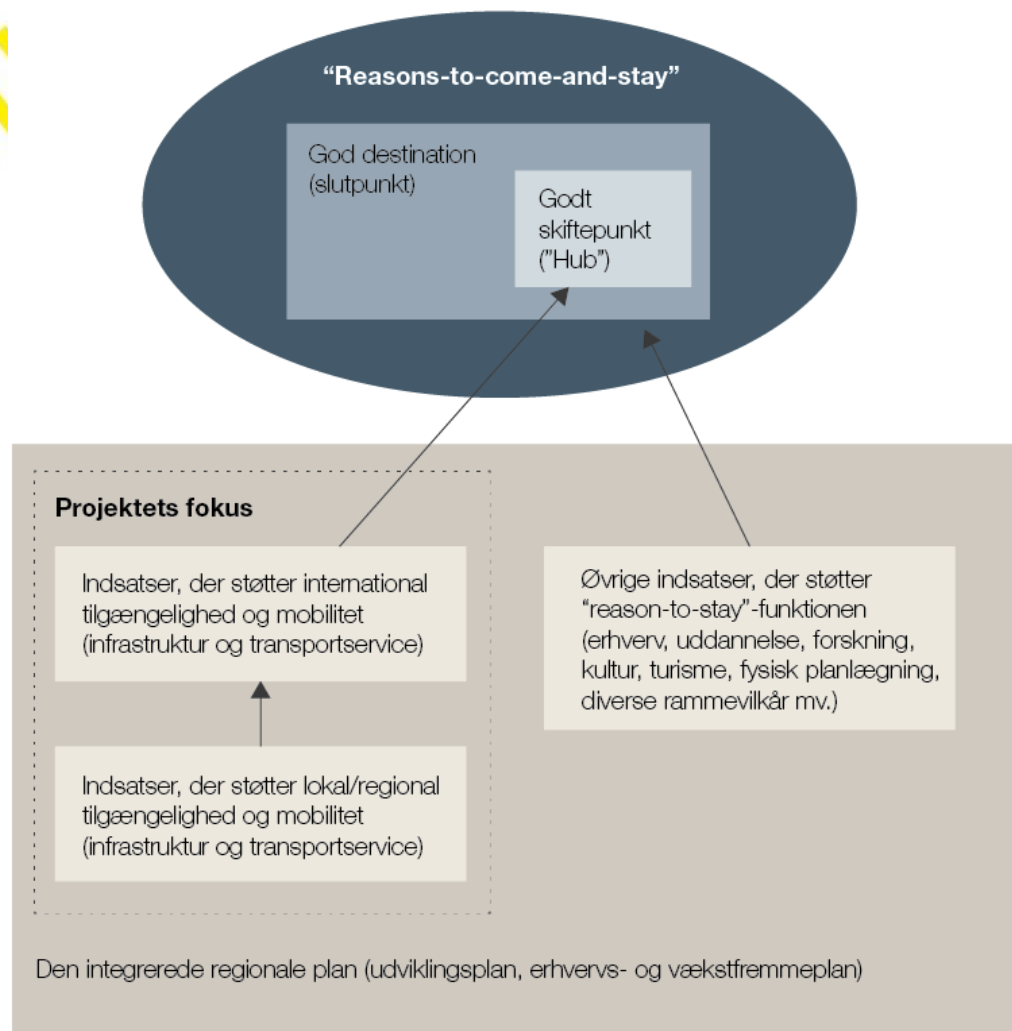 “Reasons-to-come-and-stay”
God destination
(slutpunkt)
Godt
skiftepunkt
(”Hub”)
Projektets fokus
Indsatser, der støtter international
tilgængelighed og mobilitet
(infrastruktur og transportservice)
Øvrige indsatser, der støtter
“reason-to-stay”-funktionen
(erhverv, uddannelse, forskning,
kultur, turisme, fysisk planlægning,
diverse rammevilkår mv.)
Indsatser, der støtter lokal/regional
tilgængelighed og mobilitet
(infrastruktur og transportservice)
Den integrerede regionale plan (udviklingsplan, erhvervs- og vækstfremmeplan)